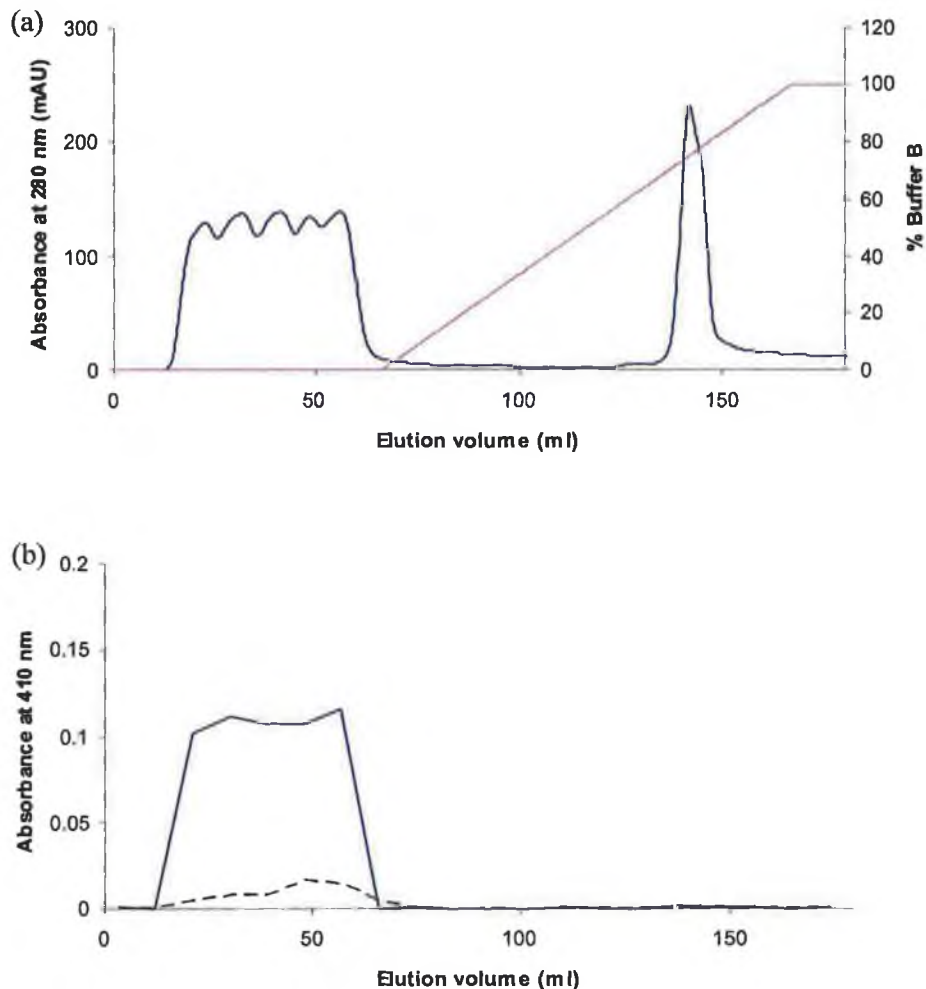 (a)
300
200
100
0
Absorbance at 280 nm (mAU)
120
100
80
60
40
20
0
% Buffer B
0 50 100 150
Elution volume (ml)
(b)
0.2
0.15
0.1
0.05
0
Absorbance at 410 nm
0 50 100 150
Elution volume (ml)